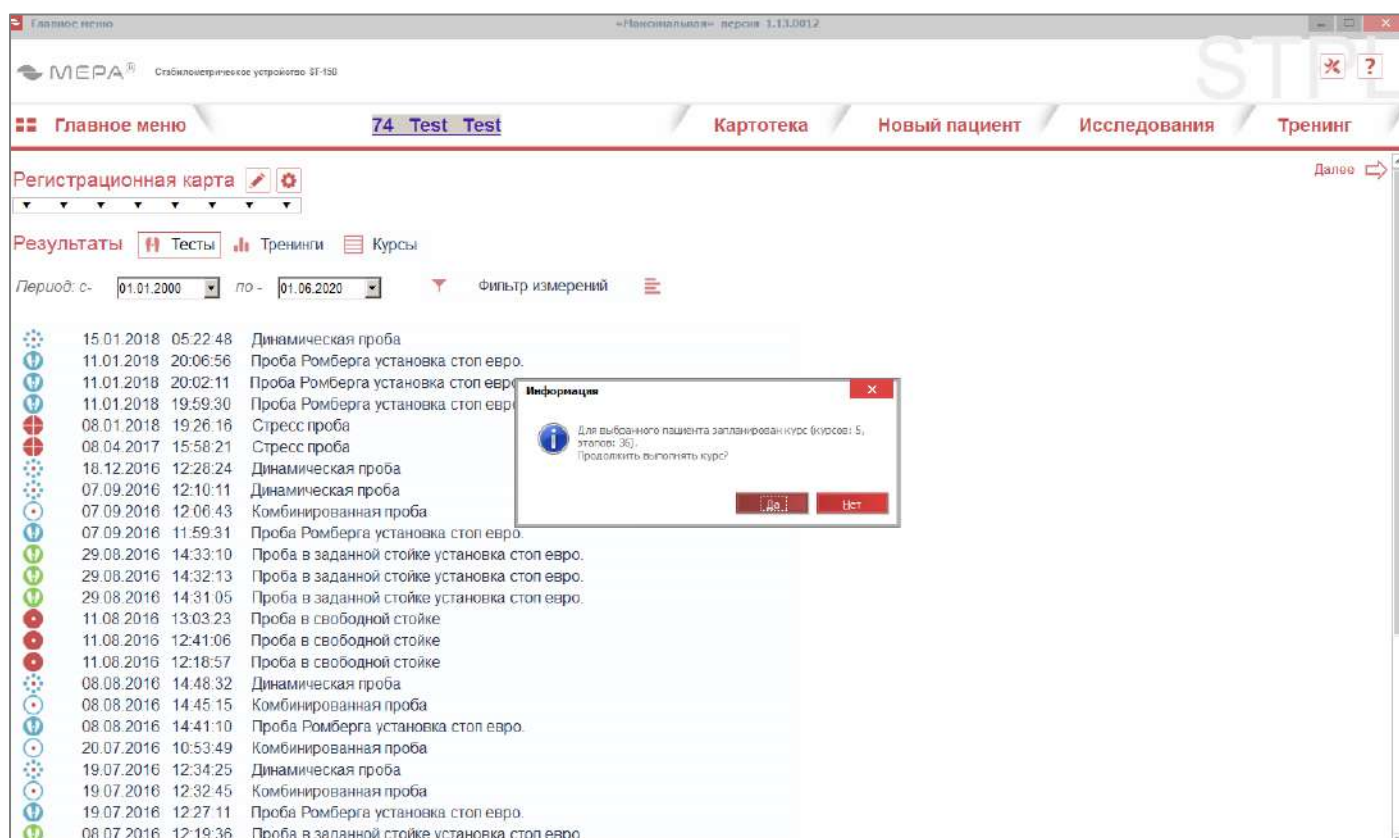 Главное меню «Максимальная» версия 1.13.0012
STPL
МЕРА® Стабилометрическое устройство ST-150
?
Главное меню 74 Test Test Картотека Новый пациент Исследования Тренинг
Далее
Регистрационная карта
Результаты Тесты Тренинги Курсы
Период: с- 01.01.2000 по - 01.06.2020 Фильтр измерений
15.01.2018 05:22:48 Динамическая проба
11.01.2018 20:06:56 Проба Ромберга установка стоп евро.
11.01.2018 20:02:11 Проба Ромберга установка стоп евро
11.01.2018 19:59:30 Проба Ромберга установка стоп евр
08.01.2018 19:26:16 Стресс проба
08.04.2017 15:58:21 Стресс проба
18.12.2016 12:28:24 Динамическая проба
07.09.2016 12:10:11 Динамическая проба
07.09.2016 12:06:43 Комбинированная проба
07.09.2016 11:59:31 Проба Ромберга установка стоп евро.
29.08.2016 14:33:10 Проба в заданной стойке установка стоп евро.
29.08.2016 14:32:13 Проба в заданной стойке установка стоп евро.
29.08.2016 14:31:05 Проба в заданной стойке установка стоп евро.
11.08.2016 13:03:23 Проба в свободной стойке
11.08.2016 12:41:06 Проба в свободной стойке
11.08.2016 12:18:57 Проба в свободной стойке
08.08.2016 14:48:32 Динамическая проба
08.08.2016 14:45:15 Комбинированная проба
08.08.2016 14:41:10 Проба Ромберга установка стоп евро.
20.07.2016 10:53:49 Комбинированная проба
19.07.2016 12:34:25 Динамическая проба
19.07.2016 12:32:45 Комбинированная проба
19.07.2016 12:27:11 Проба Ромберга установка стоп евро.
08.07.2016 12:19:36 Проба в заданной стойке установка стоп евро
Информация
Для выбранного пациента запланирован курс (курсов: 5,
этапов: 36).
Продолжить выполнять курс?
Да Нет